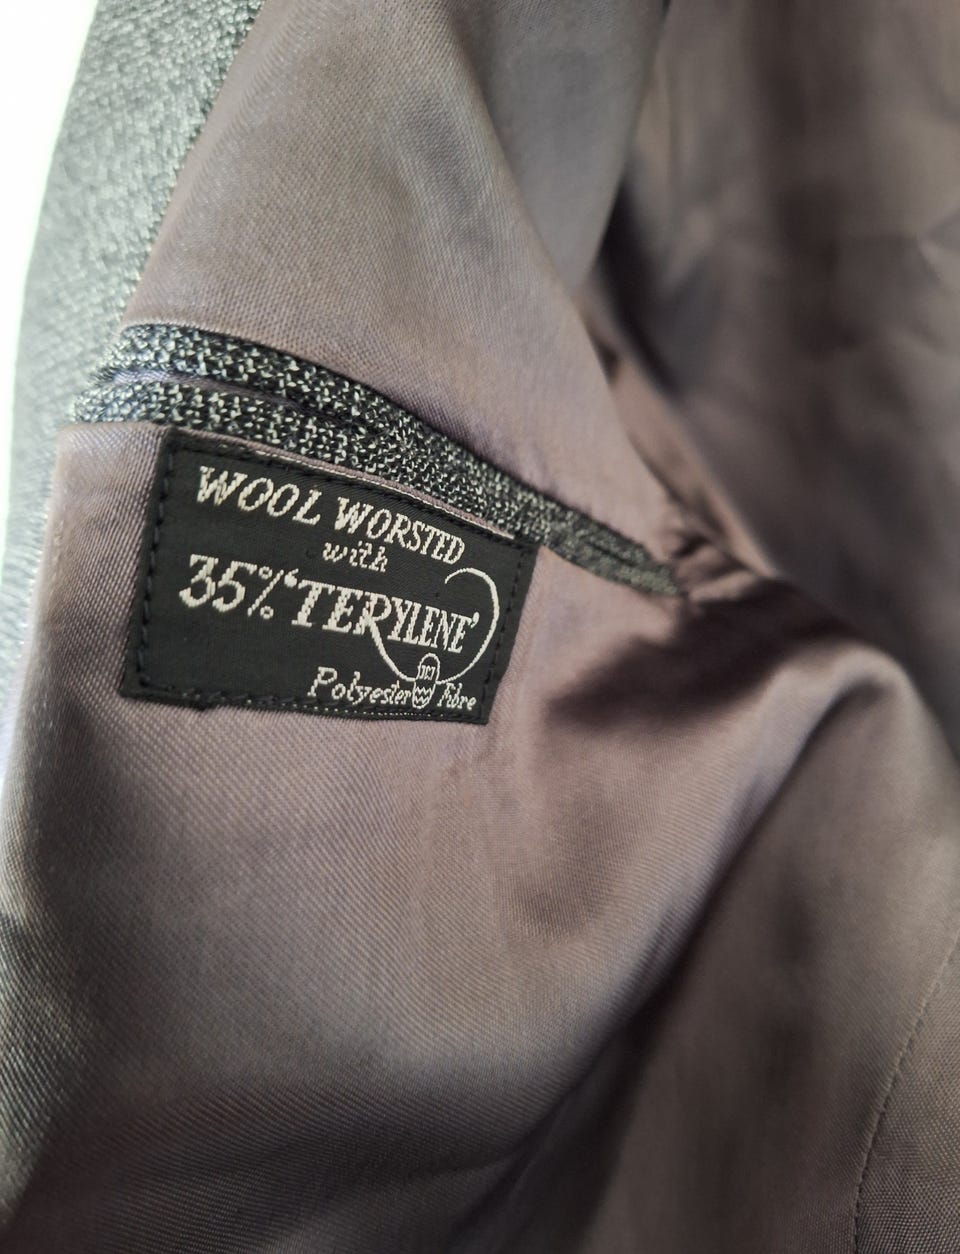 WOOL WORSTED
with
35% 'TERYLENE'
Polyester Fibre